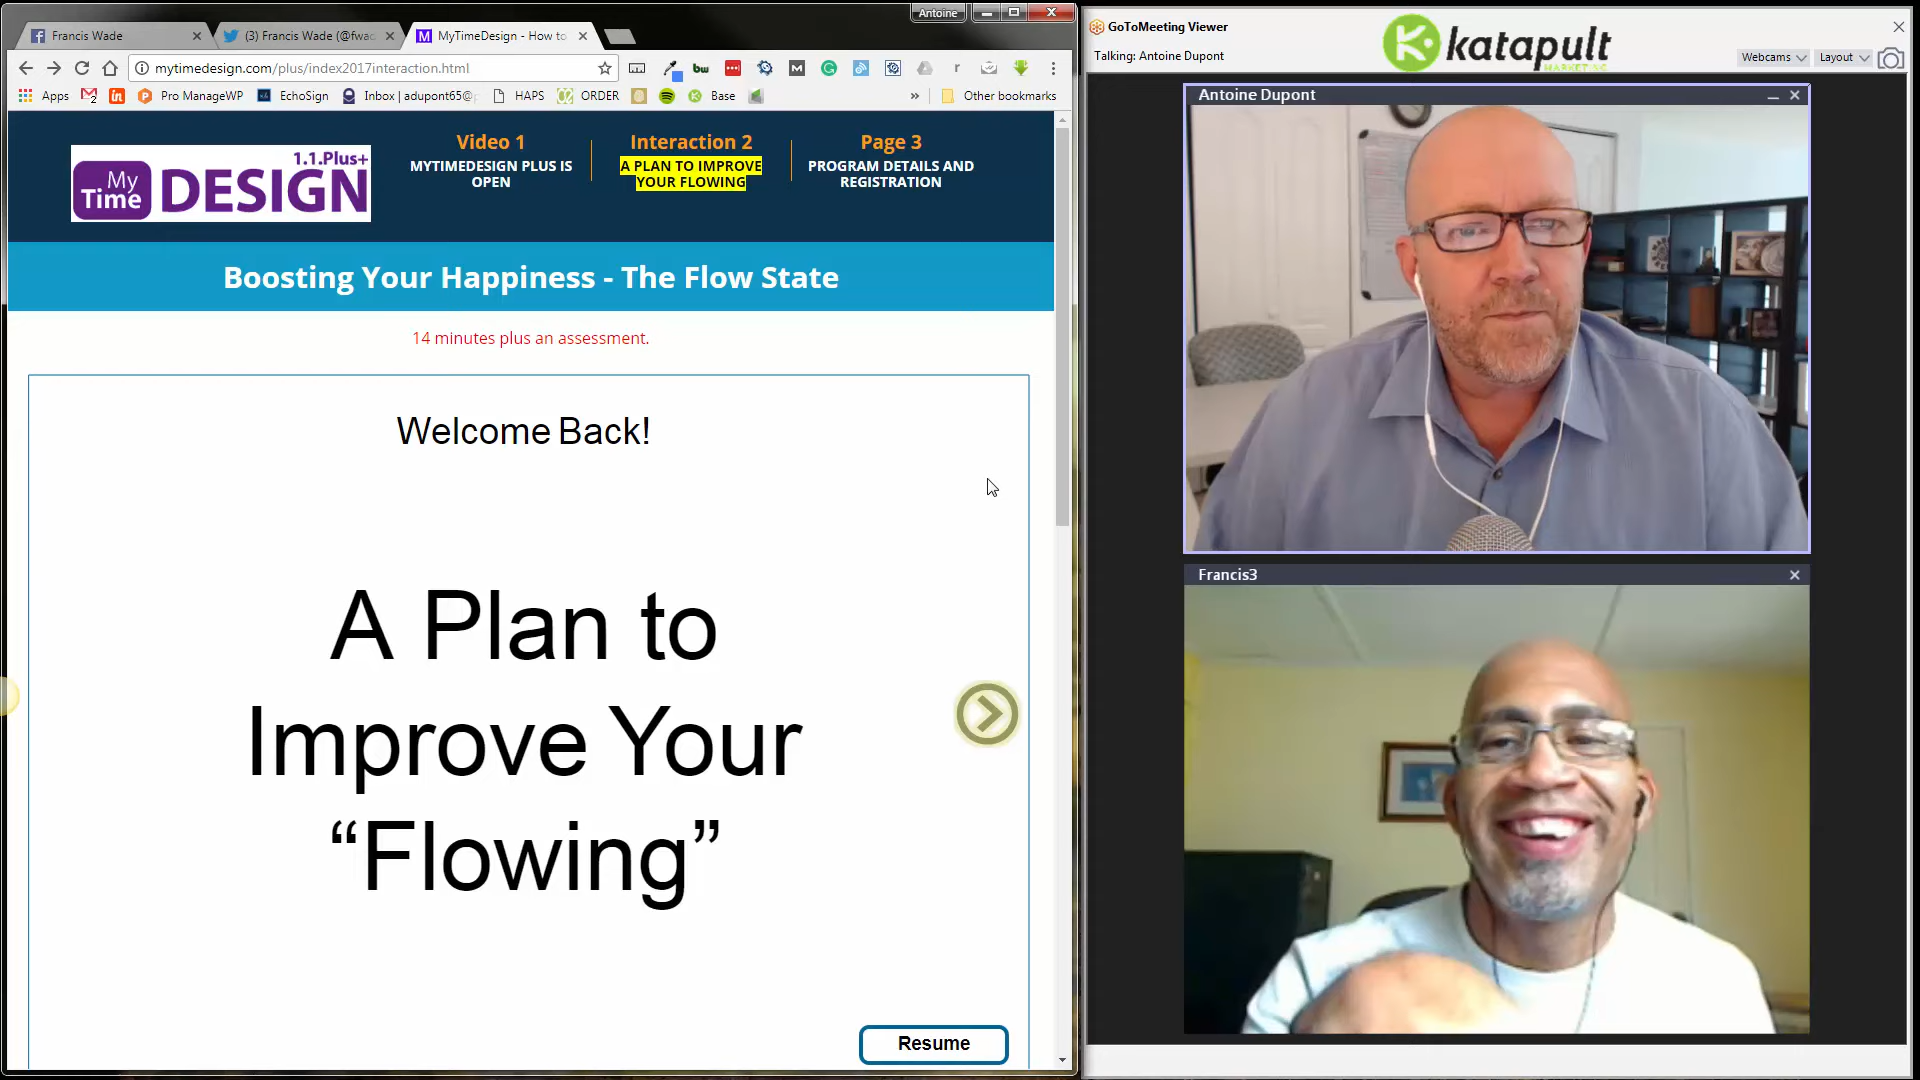 Antoine
Francis Wade
(3) Francis Wade (@fwac
MyTimeDesign - How to
mytimedesign.com/plus/index2017interaction.html
Apps
Pro ManageWP
EchoSign
Inbox | adupont65@
HAPS
ORDER
Base
»
Other bookmarks
My
Time
DESIGN
1.1.Plus+
Video 1
MYTIMEDESIGN PLUS IS
OPEN
Interaction 2
A PLAN TO IMPROVE
YOUR FLOWING
Page 3
PROGRAM DETAILS AND
REGISTRATION
Boosting Your Happiness - The Flow State
14 minutes plus an assessment.
Welcome Back!
A Plan to
Improve Your
“Flowing”
Resume
GoToMeeting Viewer
Talking: Antoine Dupont
katapult
MARKETING
Webcams
Layout
Antoine Dupont
Francis3